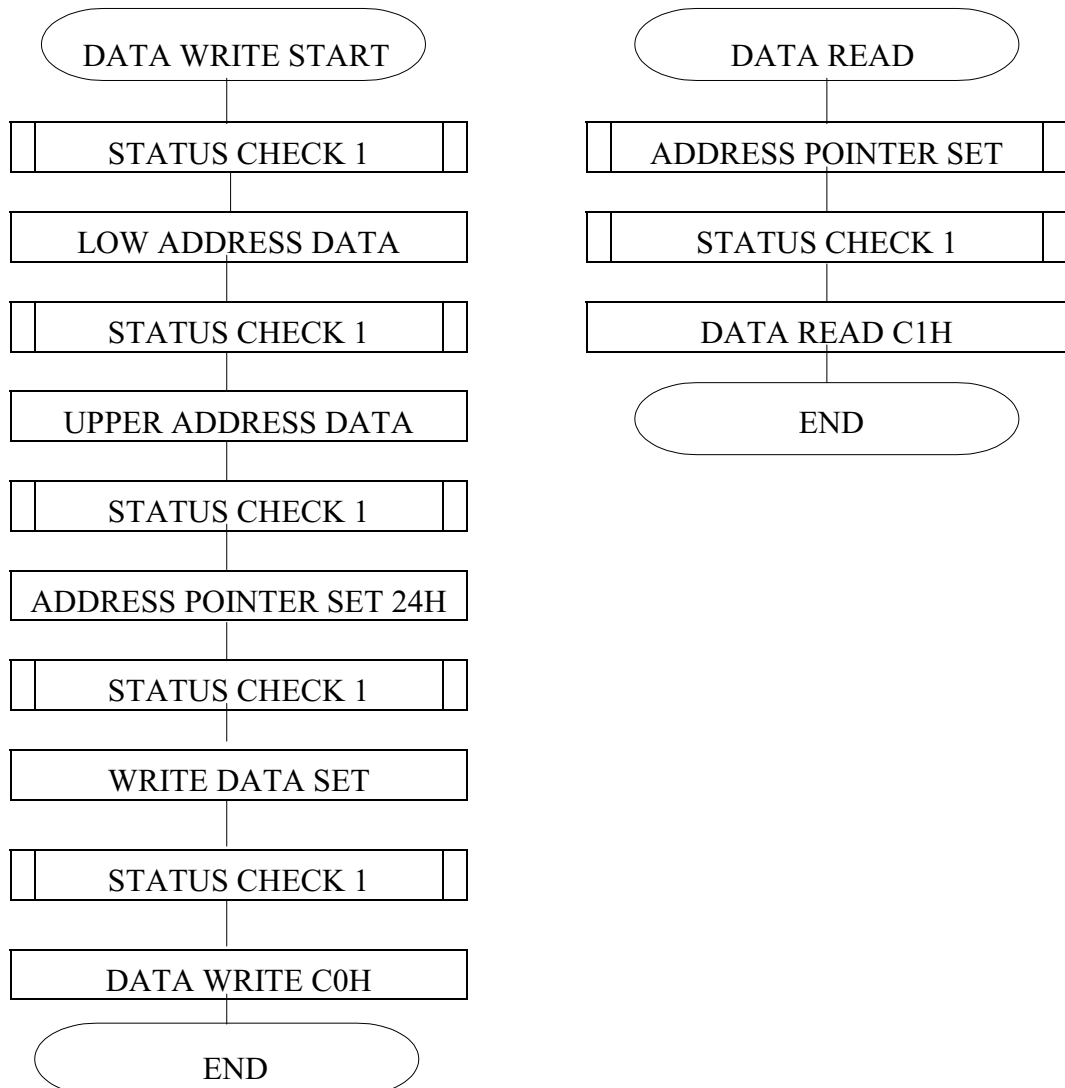 DATA WRITE START
STATUS CHECK 1
LOW ADDRESS DATA
STATUS CHECK 1
UPPER ADDRESS DATA
STATUS CHECK 1
ADDRESS POINTER SET 24H
STATUS CHECK 1
WRITE DATA SET
STATUS CHECK 1
DATA WRITE C0H
END
DATA READ
ADDRESS POINTER SET
STATUS CHECK 1
DATA READ C1H
END